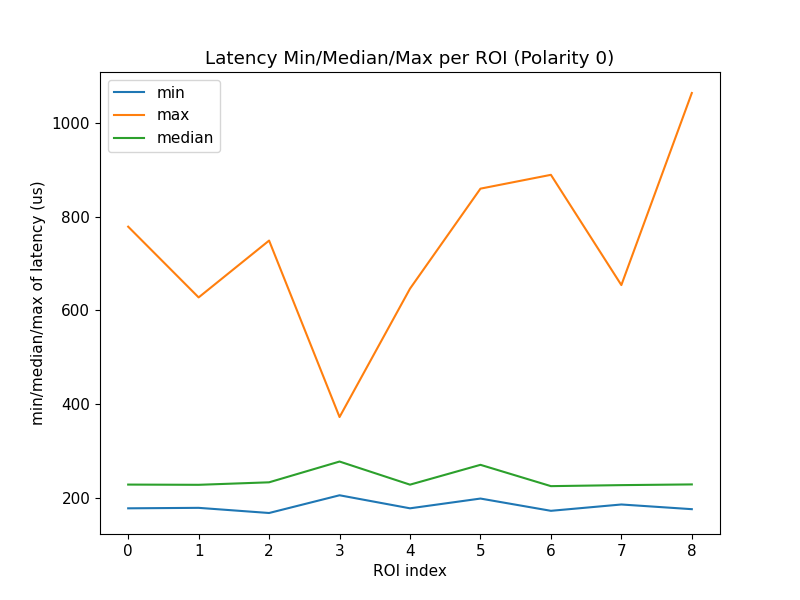 Latency Min/Median/Max per ROI (Polarity 0)
min
max
median
min/median/max of latency (us)
1000
800
600
400
200
0 1 2 3 4 5 6 7 8
ROI index